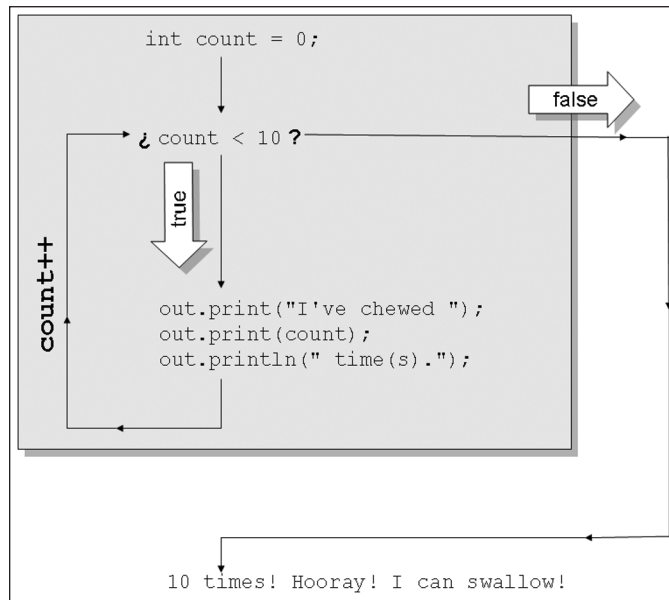 int count = 0;
false
¿ count < 10 ?
true
count++
out.print("I've chewed ");
out.print(count);
out.println(" time(s).");
10 times! Hooray! I can swallow!